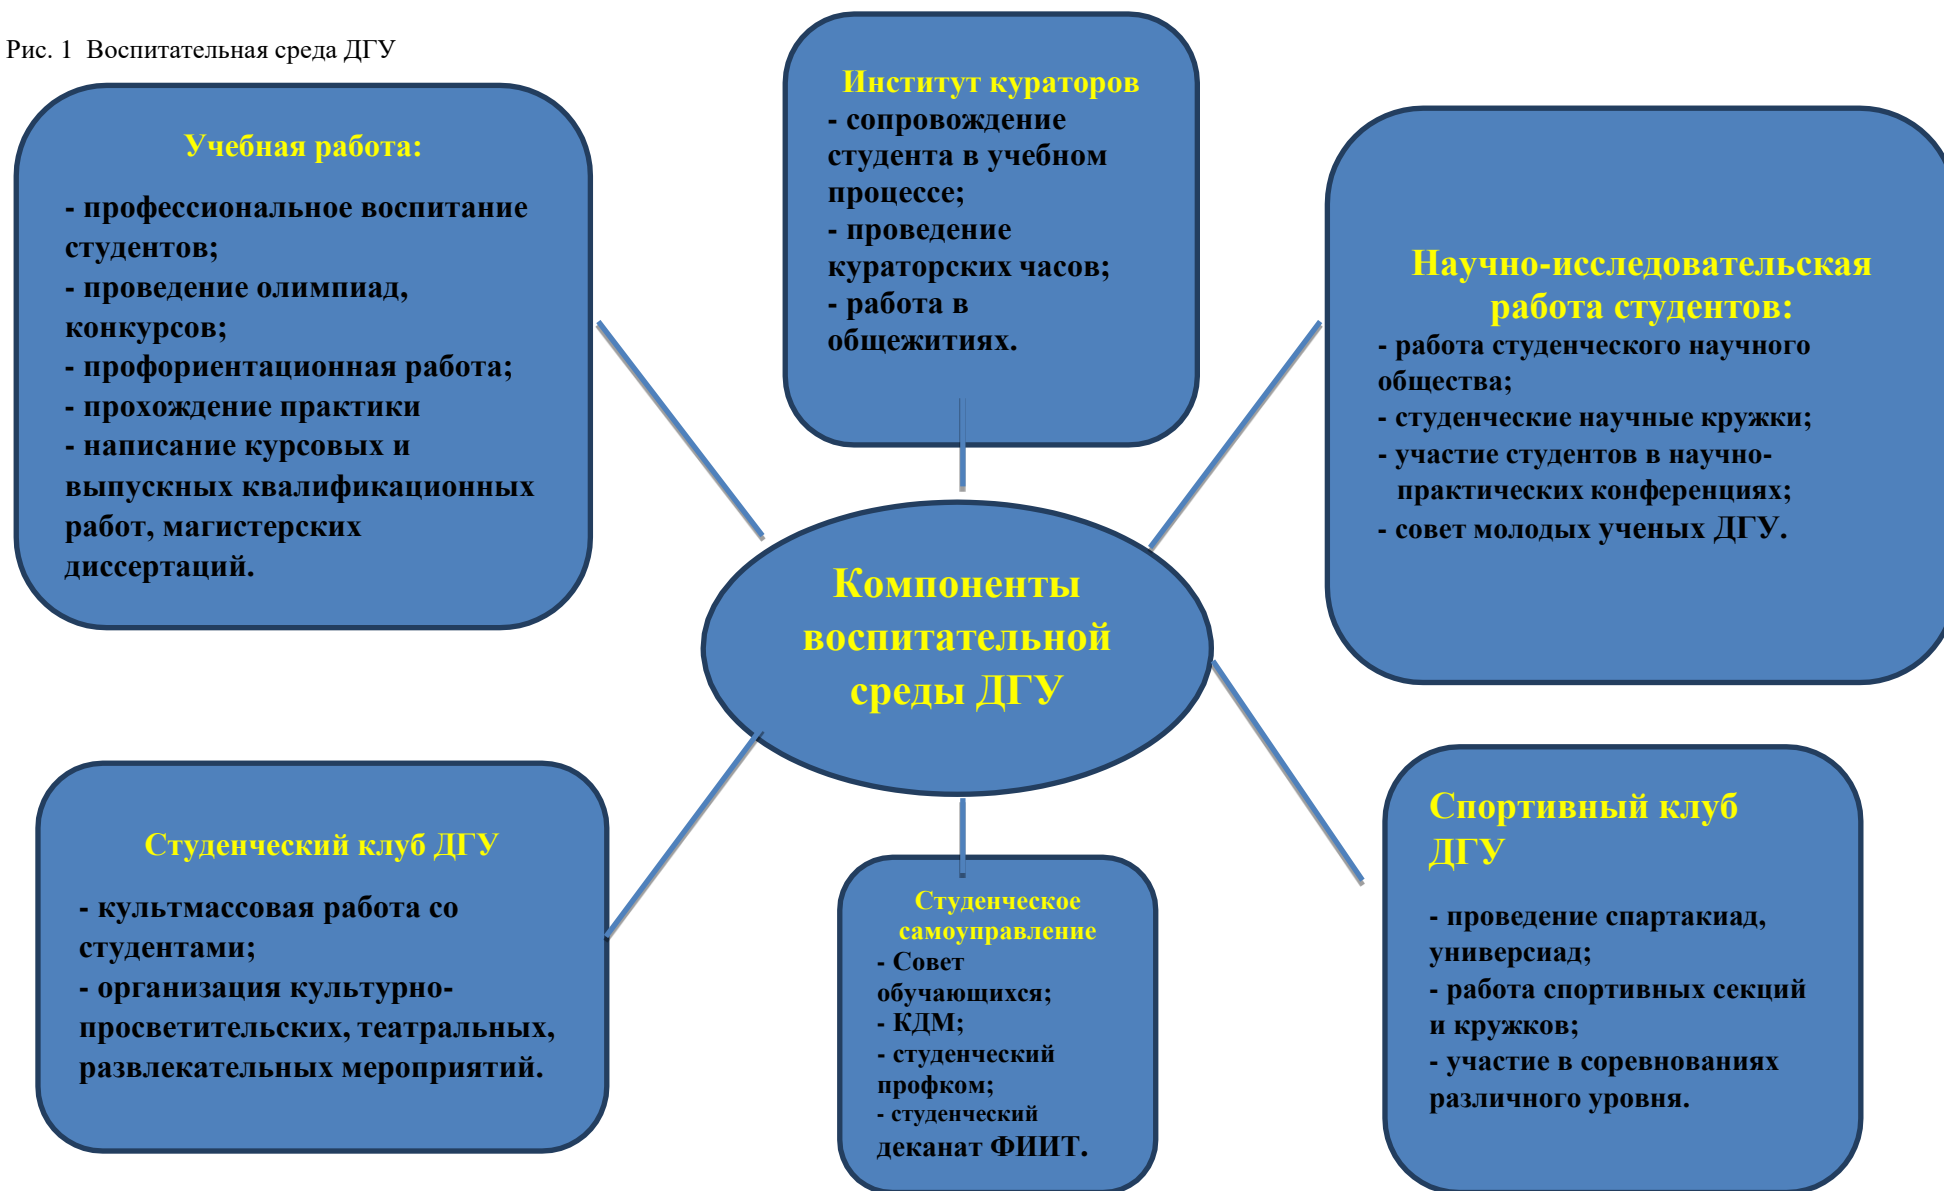 Рис. 1  Воспитательная среда ДГУ
Учебная работа:
- профессиональное воспитание
студентов;
- проведение олимпиад,
конкурсов;
- профориентационная работа;
- прохождение практики
- написание курсовых и
выпускных квалификационных
работ, магистерских
диссертаций.
Институт кураторов
- сопровождение
студента в учебном
процессе;
- проведение
кураторских часов;
- работа в
общежитиях.
Научно-исследовательская
работа студентов:
- работа студенческого научного
общества;
- студенческие научные кружки;
- участие студентов в научно-
практических конференциях;
- совет молодых ученых ДГУ.
Компоненты
воспитательной
среды ДГУ
Студенческий клуб ДГУ
- культмассовая работа со
студентами;
- организация культурно-
просветительских, театральных,
развлекательных мероприятий.
Студенческое
самоуправление
- Совет
обучающихся;
- КДМ;
- студенческий
профком;
- студенческий
деканат ФИИТ.
Спортивный клуб
ДГУ
- проведение спартакиад,
универсиад;
- работа спортивных секций
и кружков;
- участие в соревнованиях
различного уровня.